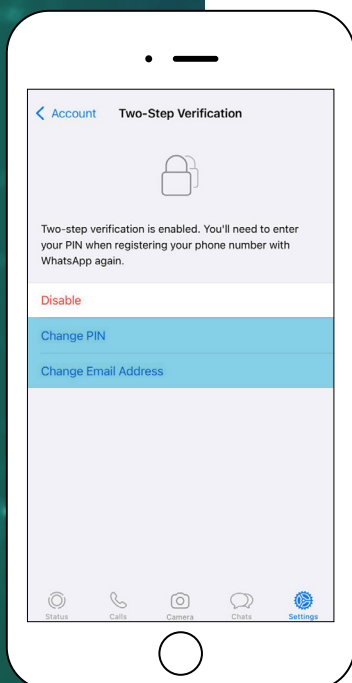 Account Two-Step Verification
Two-step verification is enabled. You'll need to enter
your PIN when registering your phone number with
WhatsApp again.
Disable
Change PIN
Change Email Address
Status Calls Camera Chats Settings